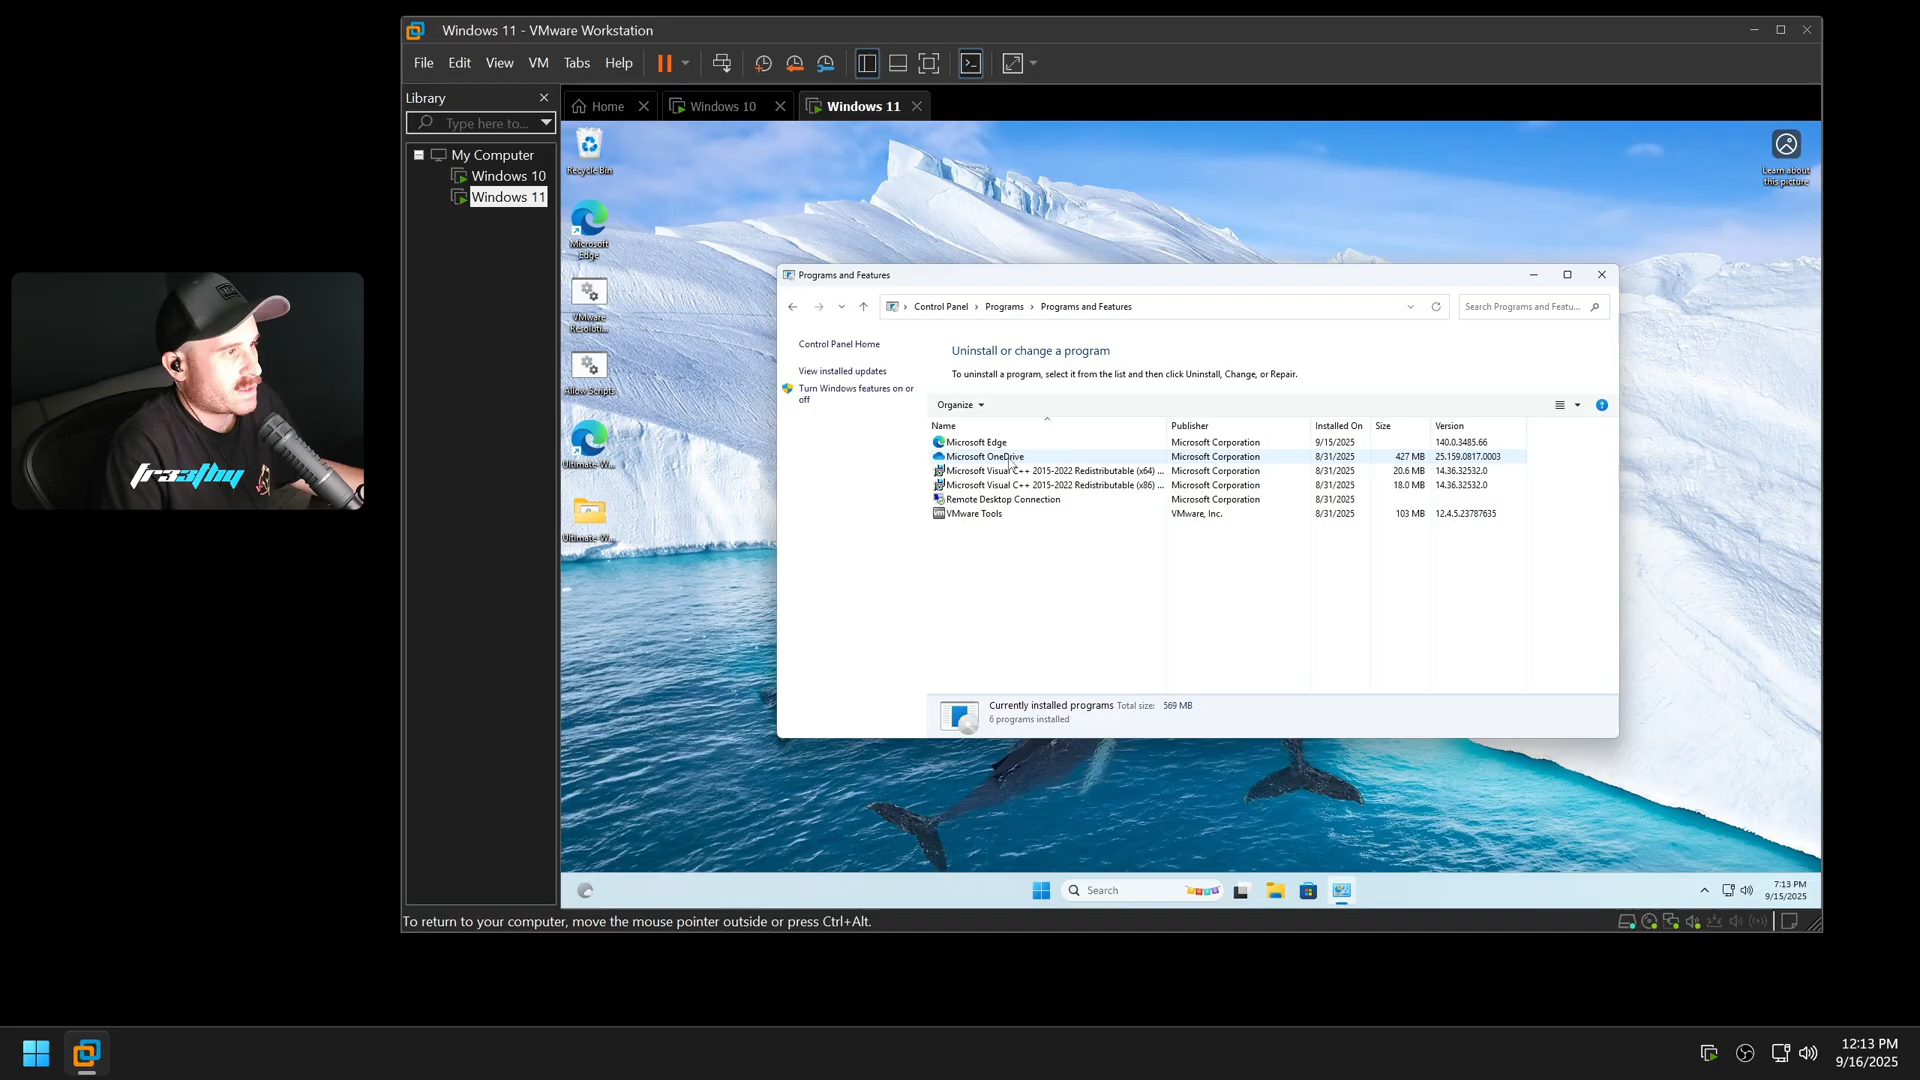 Windows 11 - VMware Workstation
File Edit View VM Tabs Help
Library
Type here to...
My Computer
Windows 10
Windows 11
Home
Windows 10
Windows 11
Recycle Bin
Microsoft
Edge
VMware
Resoluti...
Allow Scripts
Ultimate-W...
Ultimate-W...
Learn about
this picture
fr33thy
Programs and Features
Control Panel > Programs > Programs and Features
Search Programs and Featu...
Control Panel Home
View installed updates
Turn Windows features on or
off
Uninstall or change a program
To uninstall a program, select it from the list and then click Uninstall, Change, or Repair.
Organize
Name Publisher Installed On Size Version
Microsoft Edge Microsoft Corporation 9/15/2025 140.0.3485.66
Microsoft OneDrive Microsoft Corporation 8/31/2025 427 MB 25.159.0817.0003
Microsoft Visual C++ 2015-2022 Redistributable (x64) ... Microsoft Corporation 8/31/2025 20.6 MB 14.36.32532.0
Microsoft Visual C++ 2015-2022 Redistributable (x86) ... Microsoft Corporation 8/31/2025 18.0 MB 14.36.32532.0
Remote Desktop Connection Microsoft Corporation 8/31/2025
VMware Tools VMware, Inc. 8/31/2025 103 MB 12.4.5.23787635
Currently installed programs Total size: 569 MB
6 programs installed
Search
7:13 PM
9/15/2025
To return to your computer, move the mouse pointer outside or press Ctrl+Alt.
12:13 PM
9/16/2025